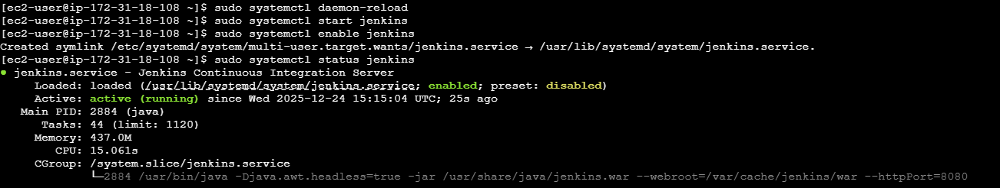 [ec2-user@ip-172-31-18-108 ~]$ sudo systemctl daemon-reload
[ec2-user@ip-172-31-18-108 ~]$ sudo systemctl start jenkins
[ec2-user@ip-172-31-18-108 ~]$ sudo systemctl enable jenkins
Created symlink /etc/systemd/system/multi-user.target.wants/jenkins.service → /usr/lib/systemd/system/jenkins.service.
[ec2-user@ip-172-31-18-108 ~]$ sudo systemctl status jenkins
● jenkins.service - Jenkins Continuous Integration Server
Loaded: loaded (/usr/lib/systemd/system/jenkins.service; enabled; preset: disabled)
Active: active (running) since Wed 2025-12-24 15:15:04 UTC; 25s ago
Main PID: 2884 (java)
Tasks: 44 (limit: 1120)
Memory: 437.0M
CPU: 15.061s
CGroup: /system.slice/jenkins.service
└─2884 /usr/bin/java -Djava.awt.headless=true -jar /usr/share/java/jenkins.war --webroot=/var/cache/jenkins/war --httpPort=8080